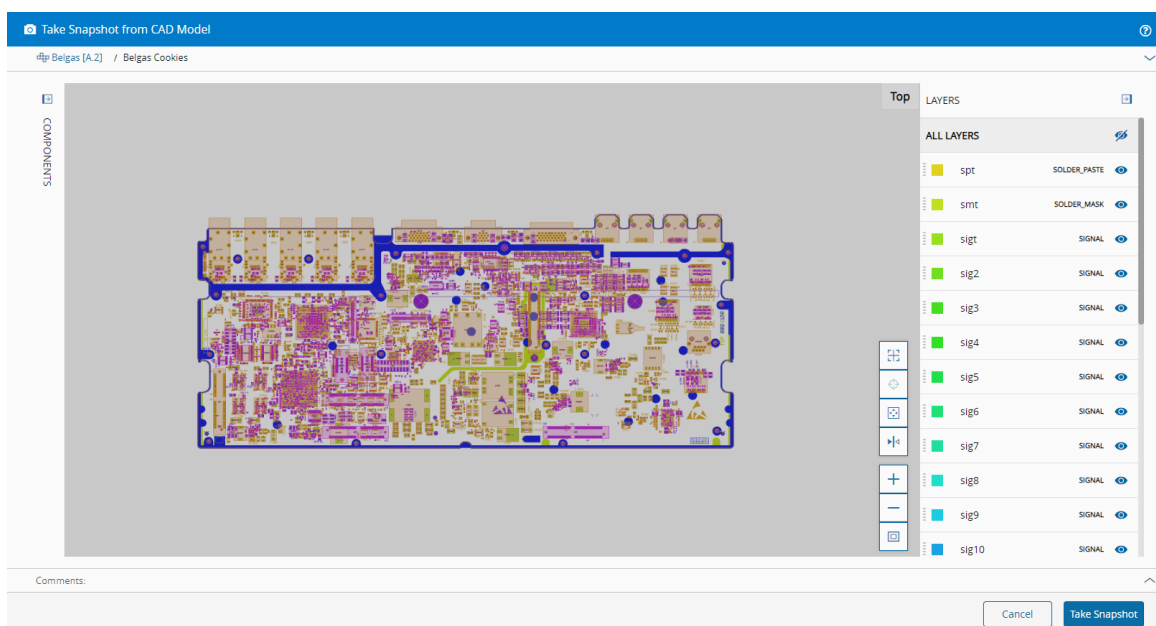 Take Snapshot from CAD Model
Belgas [A.2] / Belgas Cookies
COMPONENTS
Top
LAYERS
ALL LAYERS
spt SOLDER_PASTE
smt SOLDER_MASK
sigt SIGNAL
sig2 SIGNAL
sig3 SIGNAL
sig4 SIGNAL
sig5 SIGNAL
sig6 SIGNAL
sig7 SIGNAL
sig8 SIGNAL
sig9 SIGNAL
sig10 SIGNAL
Comments:
Cancel Take Snapshot